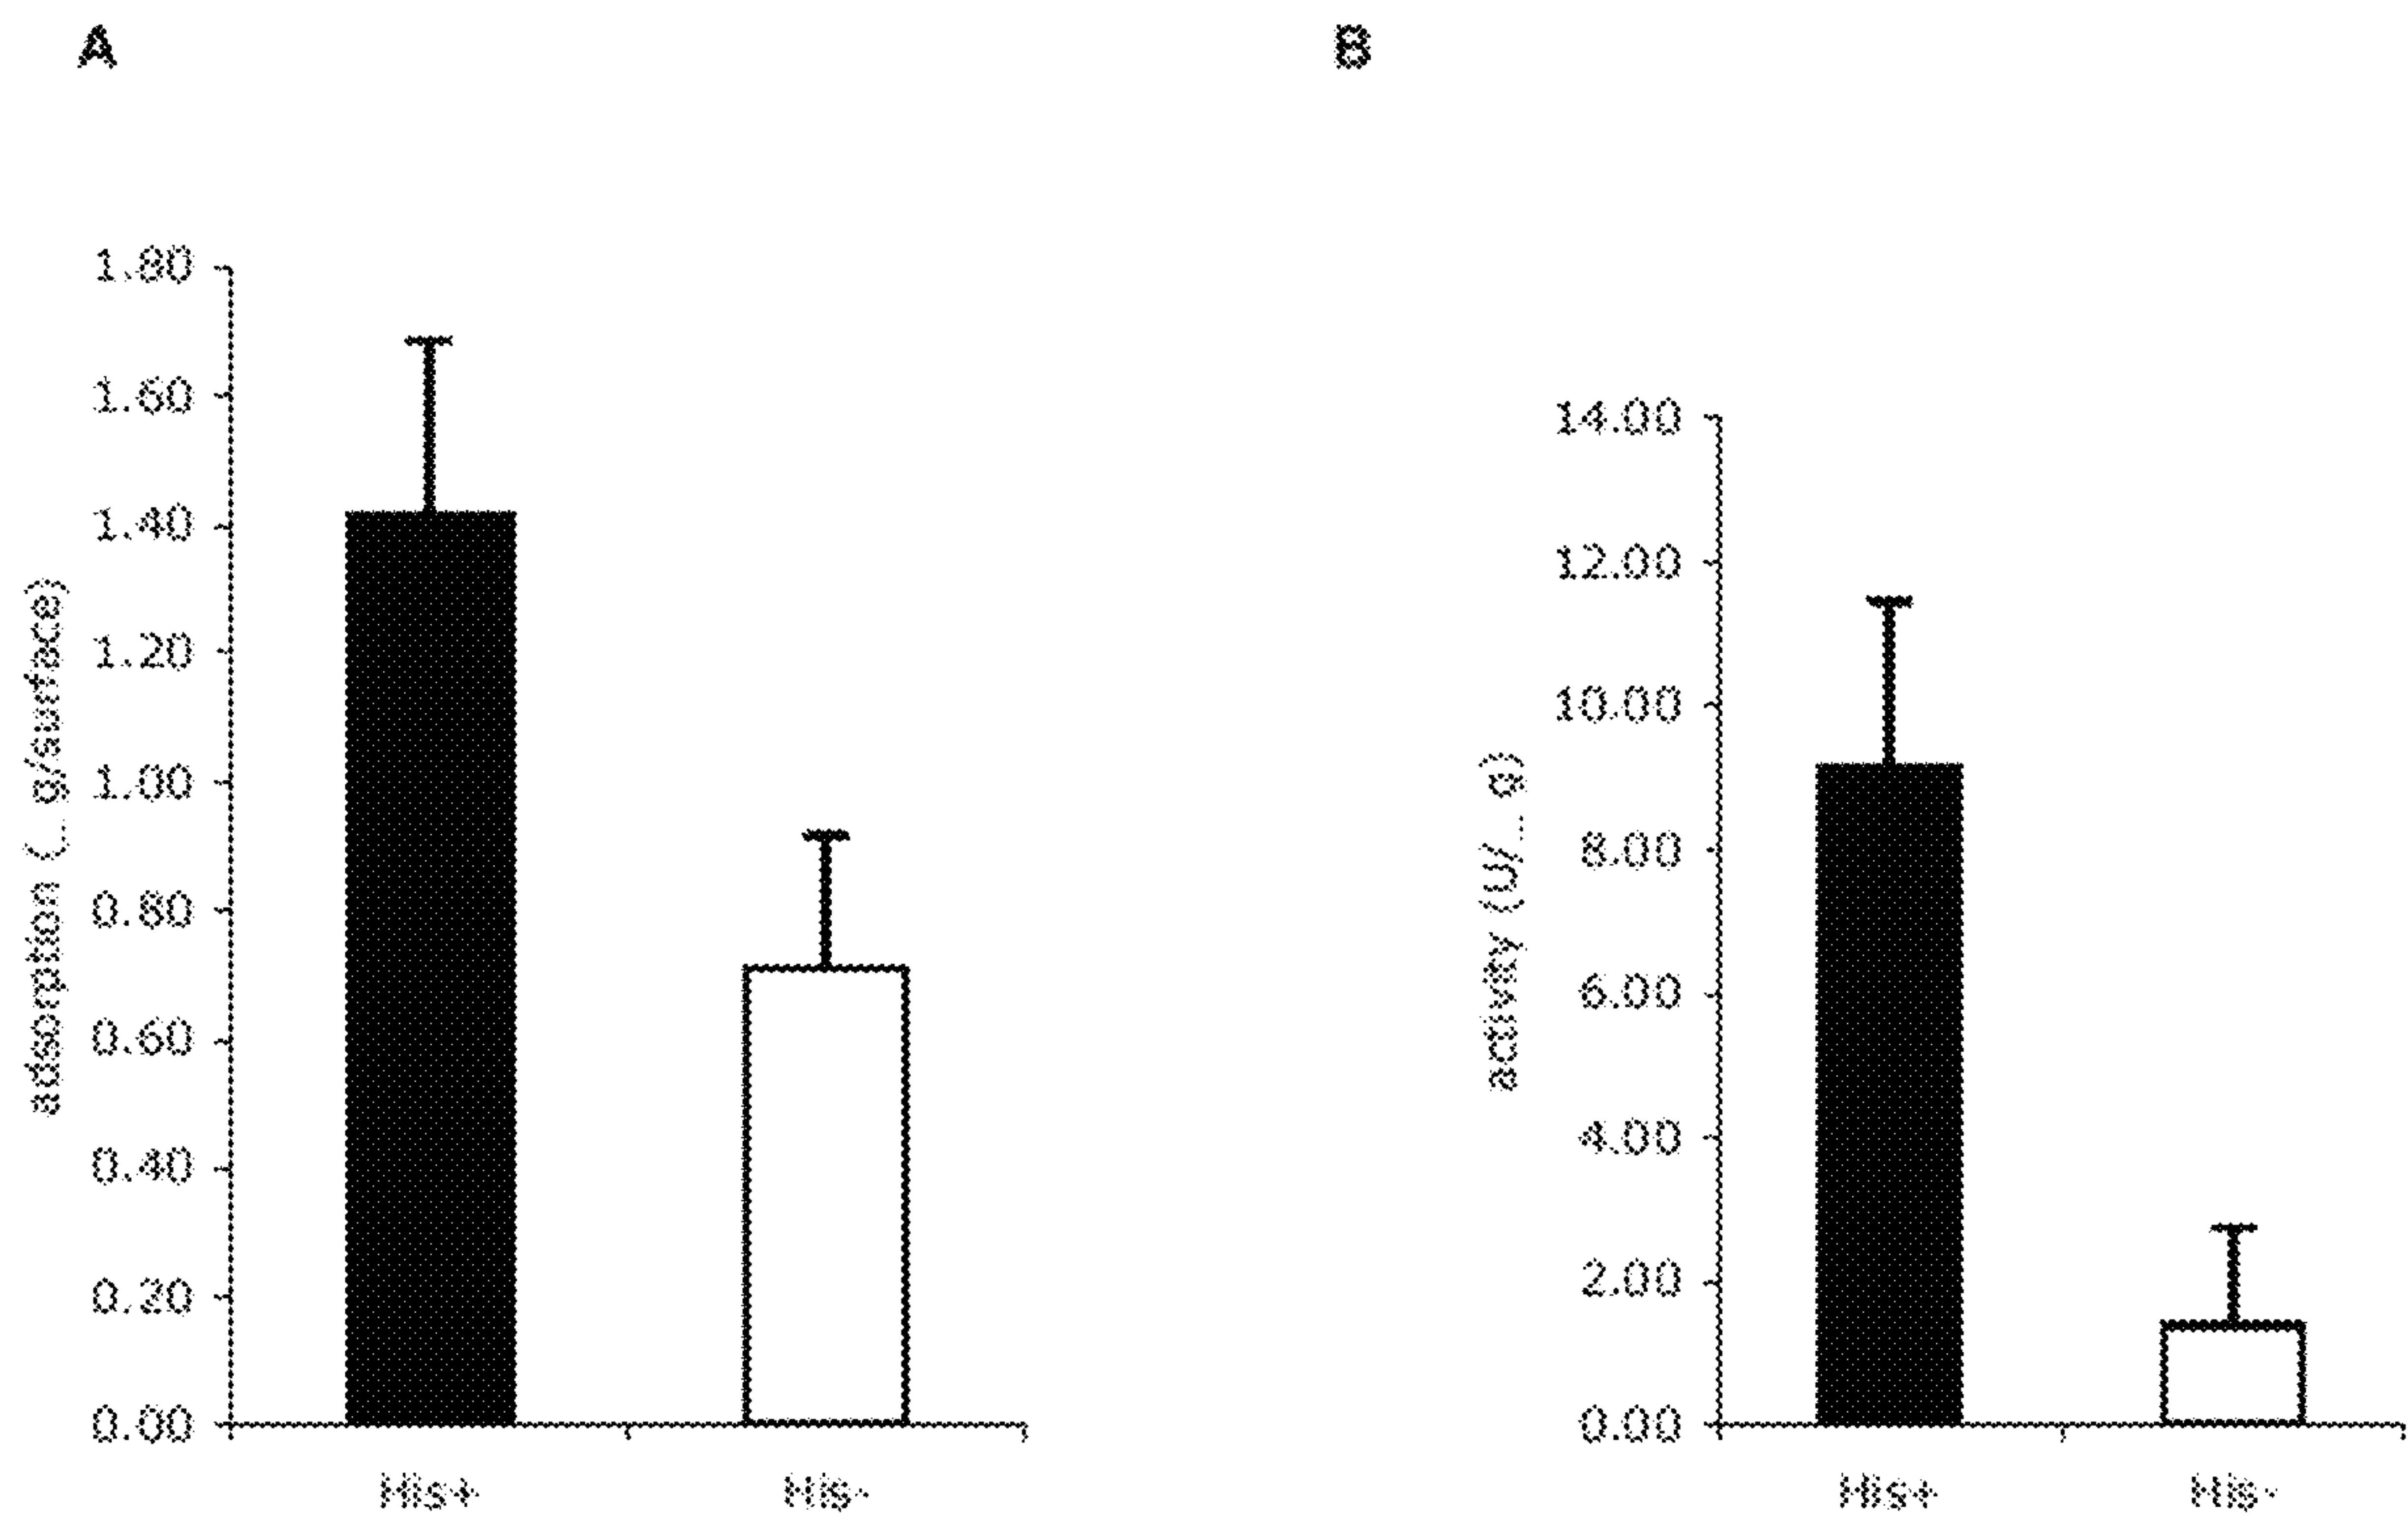 A
B
1.80
1.60
1.40
1.20
1.00
0.80
0.60
0.40
0.20
0.00
adsorption (... g/surface)
His+
His-
14.00
12.00
10.00
8.00
6.00
4.00
2.00
0.00
activity (U/... g)
His+
His-